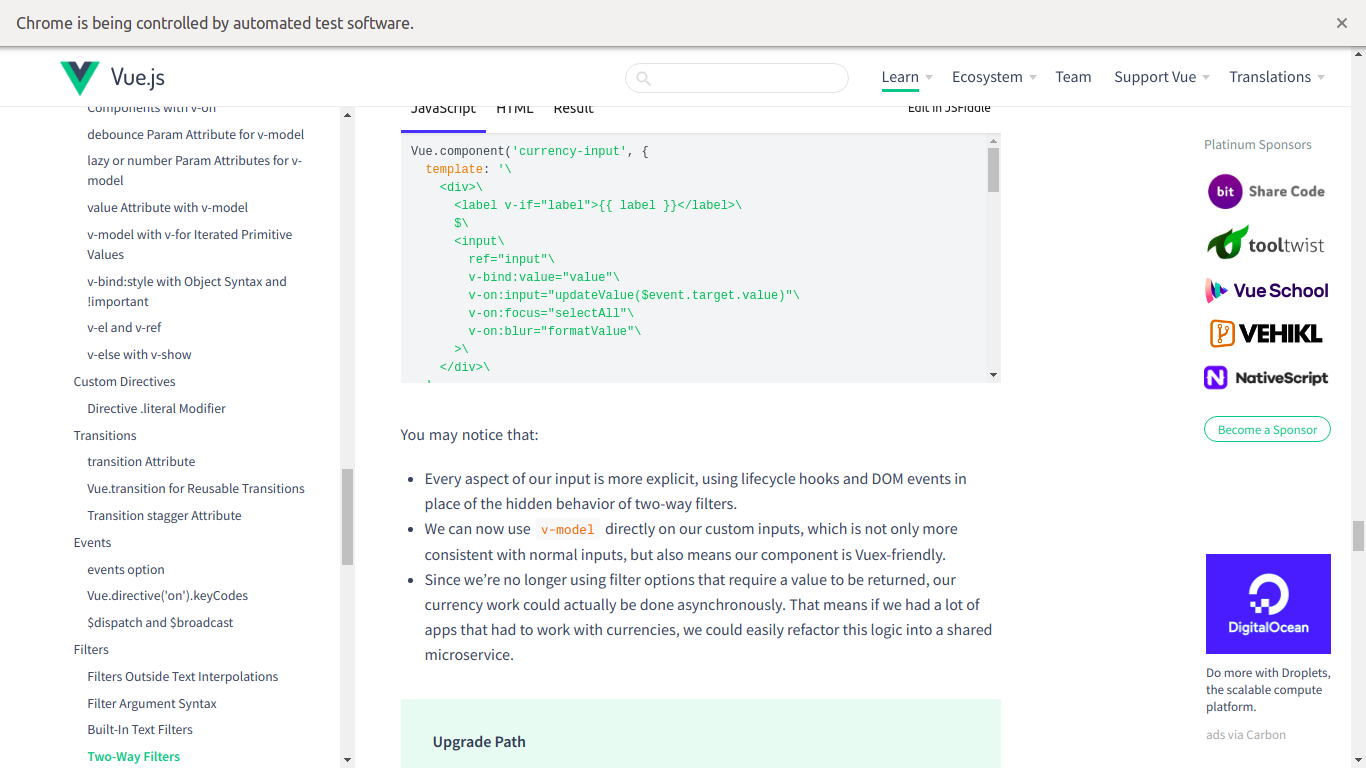 Chrome is being controlled by automated test software.
Vue.js
Learn
Ecosystem
Team
Support Vue
Translations
Components with v-on
debounce Param Attribute for v-model
lazy or number Param Attributes for v-
model
value Attribute with v-model
v-model with v-for Iterated Primitive
Values
v-bind:style with Object Syntax and
!important
v-el and v-ref
v-else with v-show
Custom Directives
Directive .literal Modifier
Transitions
transition Attribute
Vue.transition for Reusable Transitions
Transition stagger Attribute
Events
events option
Vue.directive('on').keyCodes
$dispatch and $broadcast
Filters
Filters Outside Text Interpolations
Filter Argument Syntax
Built-In Text Filters
Two-Way Filters
JavaScript
HTML
Result
Edit in JSFiddle
Vue.component('currency-input', {
template: '\
<div>\
<label v-if="label">{{ label }}</label>\
$\
<input\
ref="input"\
v-bind:value="value"\
v-on:input="updateValue($event.target.value)"\
v-on:focus="selectAll"\
v-on:blur="formatValue"\
>\
</div>\
You may notice that:
• Every aspect of our input is more explicit, using lifecycle hooks and DOM events in
place of the hidden behavior of two-way filters.
• We can now use v-model directly on our custom inputs, which is not only more
consistent with normal inputs, but also means our component is Vuex-friendly.
• Since we’re no longer using filter options that require a value to be returned, our
currency work could actually be done asynchronously. That means if we had a lot of
apps that had to work with currencies, we could easily refactor this logic into a shared
microservice.
Upgrade Path
Platinum Sponsors
bit Share Code
tooltwist
Vue School
VEHIKL
NativeScript
Become a Sponsor
DigitalOcean
Do more with Droplets,
the scalable compute
platform.
ads via Carbon